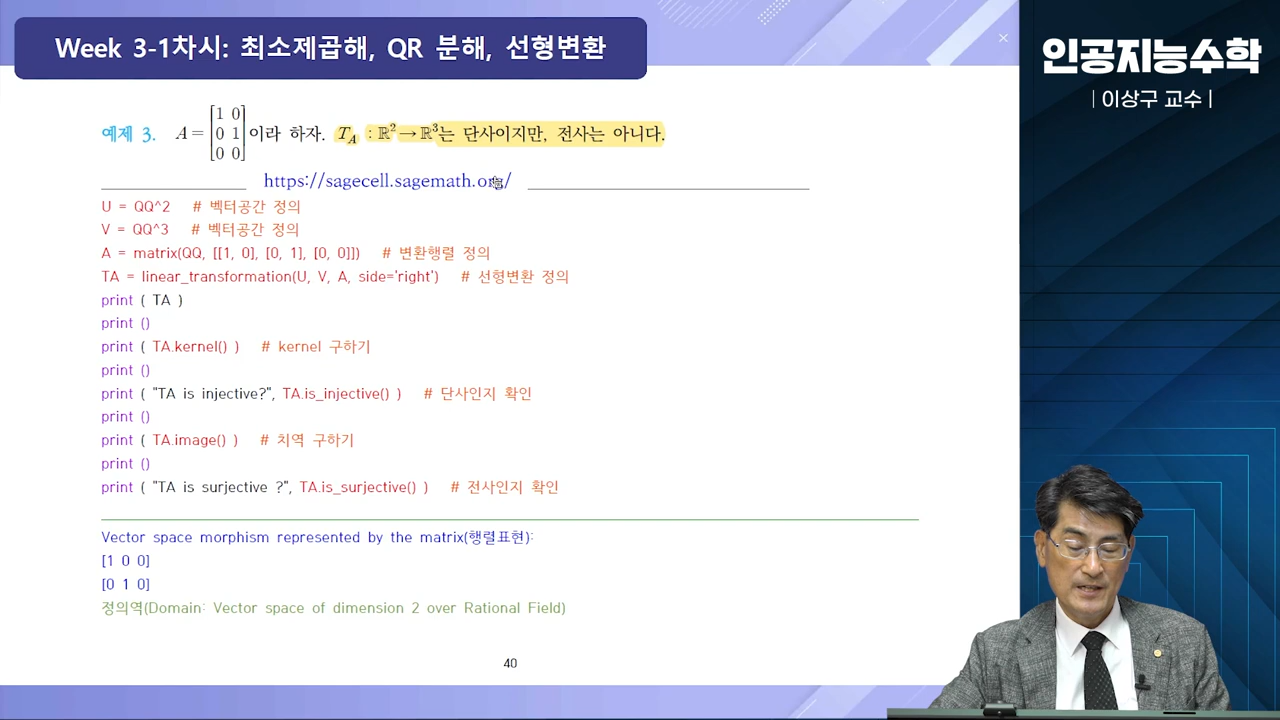 Week 3-1차시: 최소제곱해, QR 분해, 선형변환
인공지능수학
| 이상구 교수 |
예제 3. A = [1 0 0 1 0 0] 이라 하자. T_A : ℝ² → ℝ³는 단사이지만, 전사는 아니다.
https://sagecell.sagemath.org/
U = QQ^2 # 벡터공간 정의
V = QQ^3 # 벡터공간 정의
A = matrix(QQ, [[1, 0], [0, 1], [0, 0]]) # 변환행렬 정의
TA = linear_transformation(U, V, A, side='right') # 선형변환 정의
print ( TA )
print ()
print ( TA.kernel() ) # kernel 구하기
print ()
print ( "TA is injective?", TA.is_injective() ) # 단사인지 확인
print ()
print ( TA.image() ) # 치역 구하기
print ()
print ( "TA is surjective ?", TA.is_surjective() ) # 전사인지 확인
Vector space morphism represented by the matrix(행렬표현):
[1 0 0]
[0 1 0]
정의역(Domain: Vector space of dimension 2 over Rational Field)
40